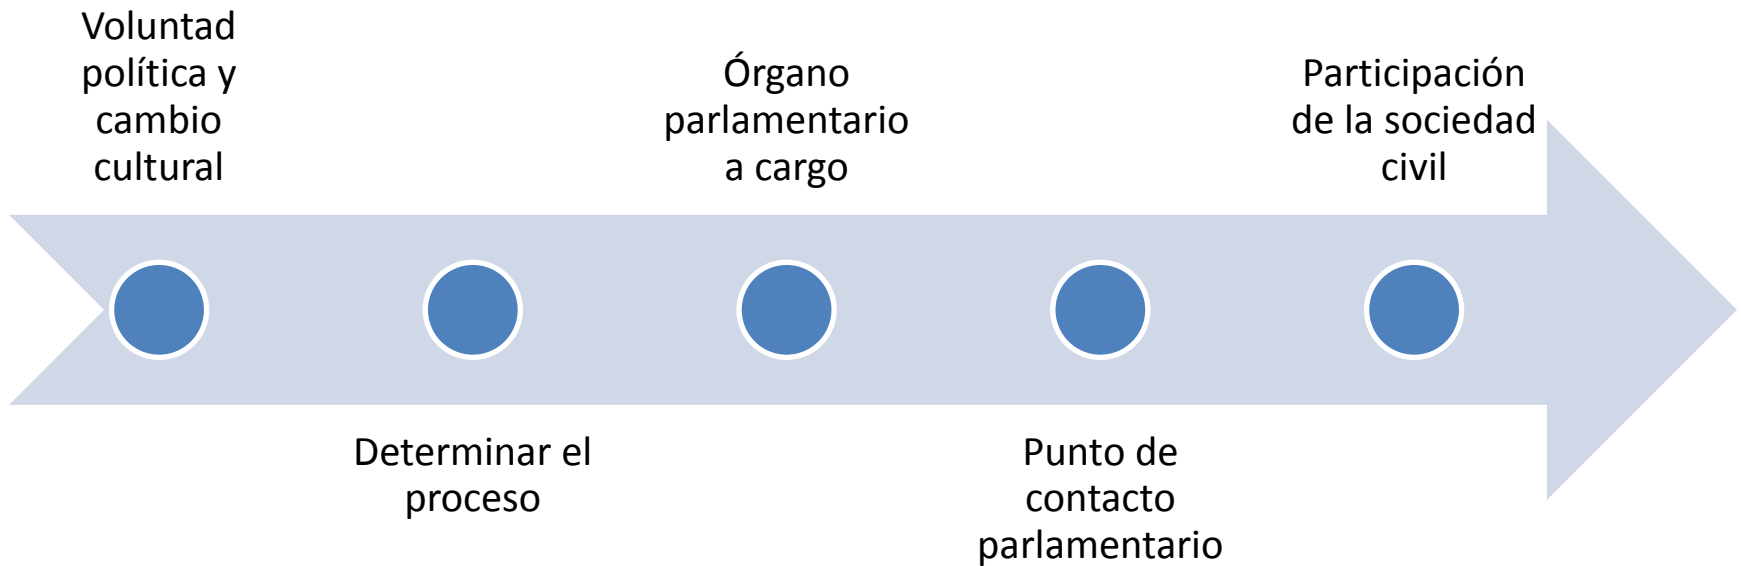 Voluntad
política y
cambio
cultural
Determinar el
proceso
Órgano
parlamentario
a cargo
Punto de
contacto
parlamentario
Participación
de la sociedad
civil